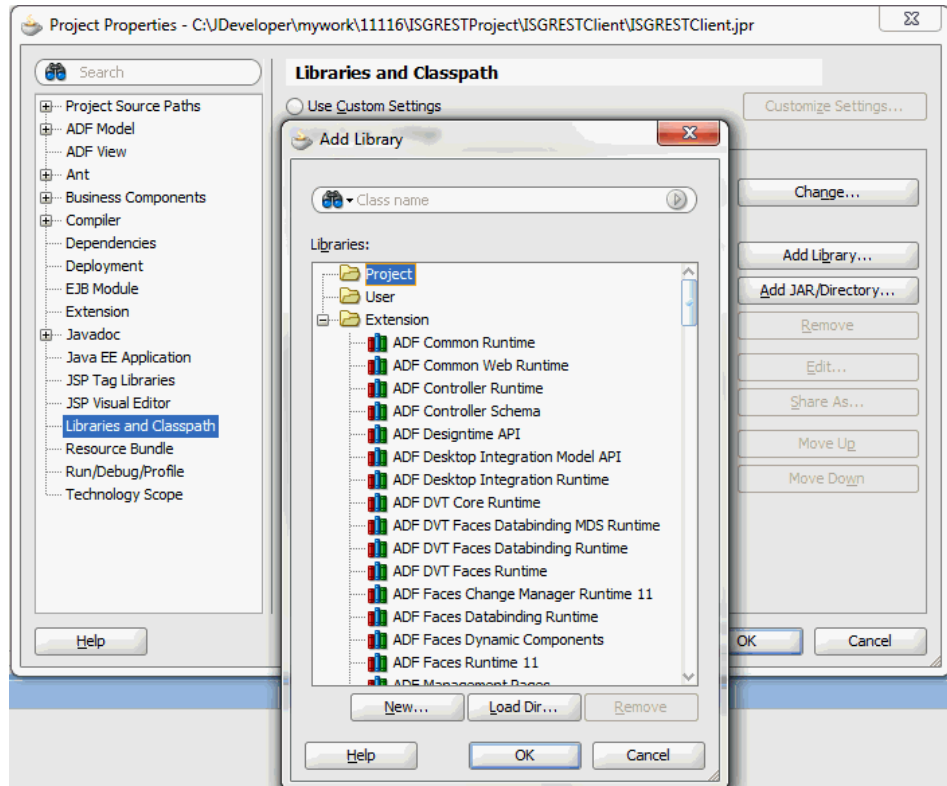 Project Properties - C:\JDeveloper\mywork\11116\ISGRESTProject\ISGRESTClient\ISGRESTClient.jpr
Search
Project Source Paths
ADF Model
ADF View
Ant
Business Components
Compiler
Dependencies
Deployment
EJB Module
Extension
Javadoc
Java EE Application
JSP Tag Libraries
JSP Visual Editor
Libraries and Classpath
Resource Bundle
Run/Debug/Profile
Technology Scope
Help
Libraries and Classpath
Use Custom Settings
Customize Settings...
Change...
Add Library...
Add JAR/Directory...
Remove
Edit...
Share As...
Move Up
Move Down
OK
Cancel
Add Library
Class name
Libraries:
Project
User
Extension
ADF Common Runtime
ADF Common Web Runtime
ADF Controller Runtime
ADF Controller Schema
ADF Designtime API
ADF Desktop Integration Model API
ADF Desktop Integration Runtime
ADF DVT Core Runtime
ADF DVT Faces Databinding MDS Runtime
ADF DVT Faces Databinding Runtime
ADF DVT Faces Runtime
ADF Faces Change Manager Runtime 11
ADF Faces Databinding Runtime
ADF Faces Dynamic Components
ADF Faces Runtime 11
ADF Management Pages
New...
Load Dir...
Remove
Help
OK
Cancel